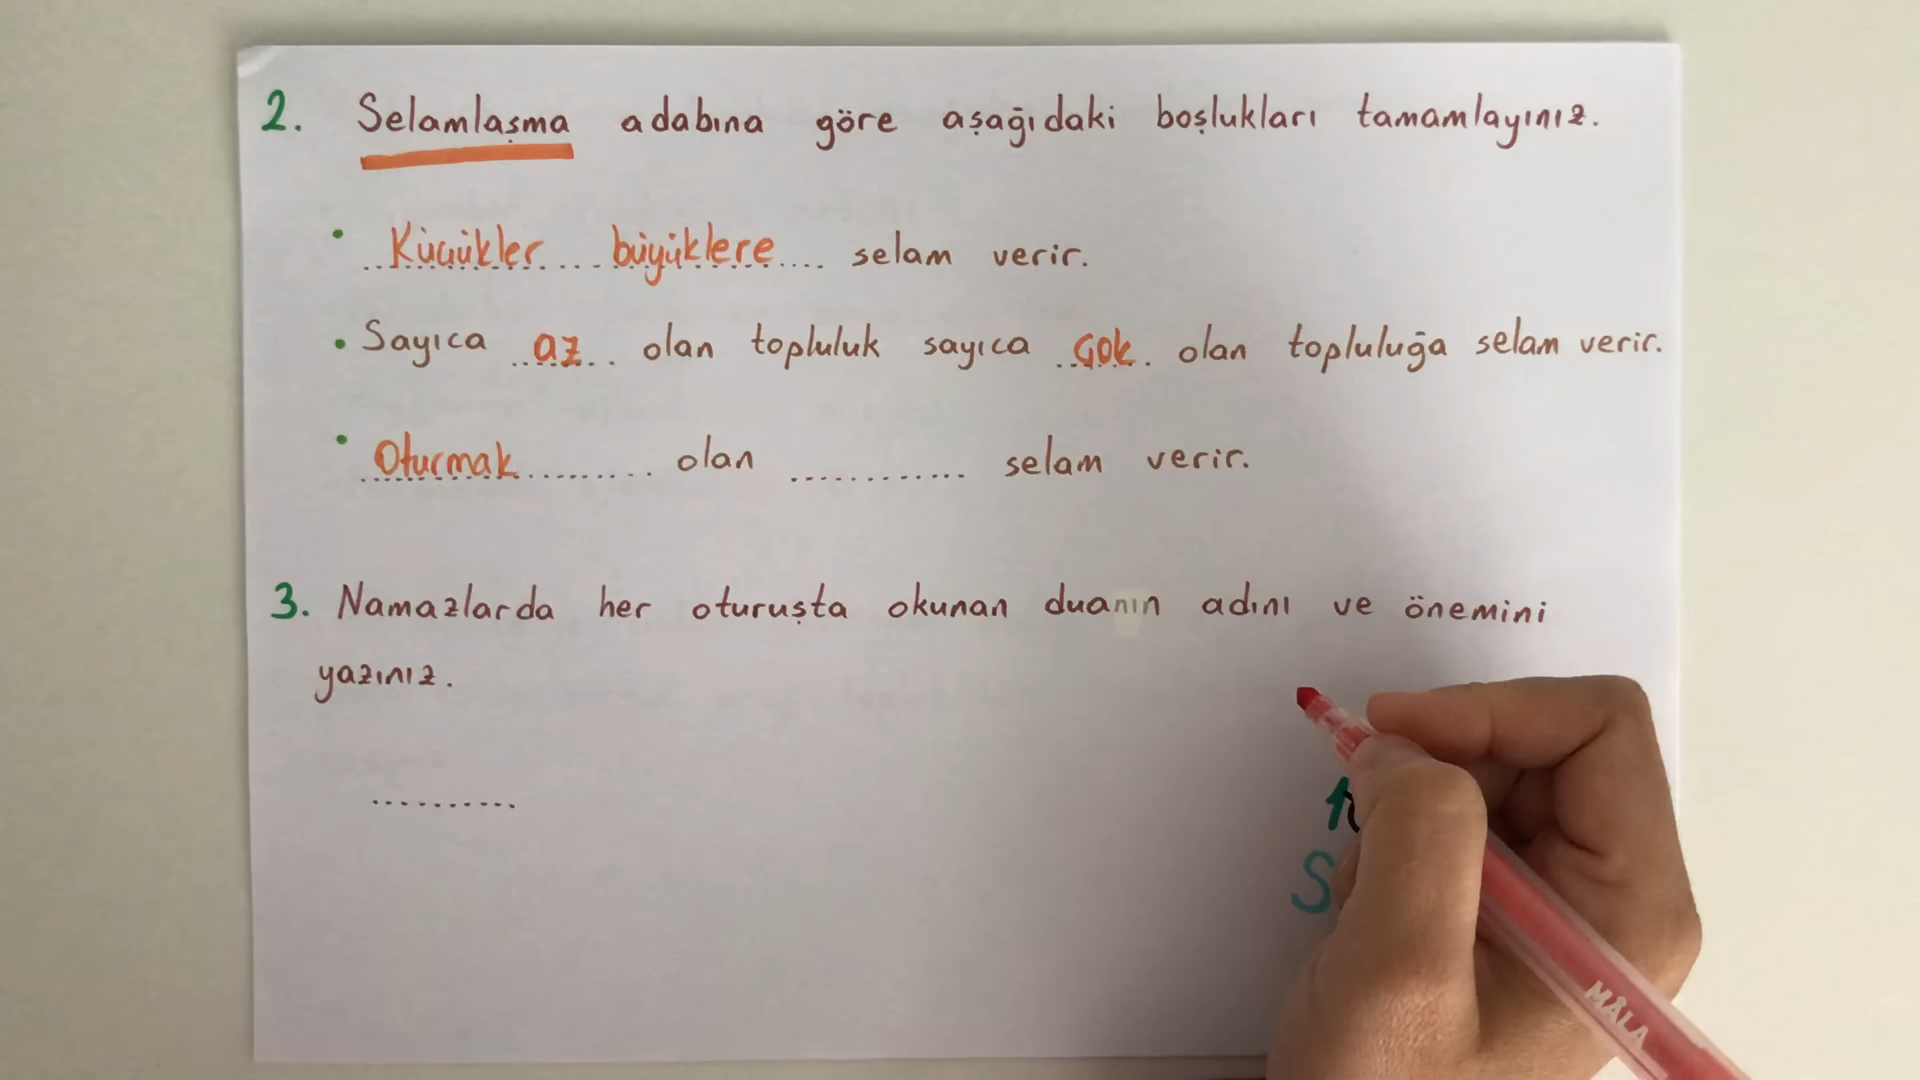 2. Selamlaşma adabına göre aşağıdaki boşlukları tamamlayınız.
• Küçükler büyüklere selam verir.
• Sayıca az olan topluluk sayıca çok olan topluluğa selam verir.
• Oturmak olan ............ selam verir.
3. Namazlarda her oturuşta okunan duanın adını ve önemini
yazınız.
..........
MÅLA